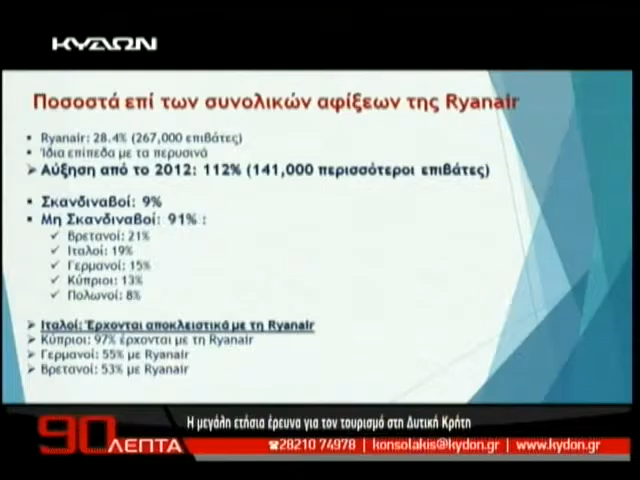 ΚΥΔΩΝ
Ποσοστά επί των συνολικών αφίξεων της Ryanair
▪ Ryanair: 28.4% (267,000 επιβάτες)
▪ Ίδια επίπεδα με τα περυσινά
➢ Αύξηση από το 2012: 112% (141,000 περισσότεροι επιβάτες)
▪ Σκανδιναβοί: 9%
▪ Μη Σκανδιναβοί: 91% :
✓ Βρετανοί: 21%
✓ Ιταλοί: 19%
✓ Γερμανοί: 15%
✓ Κύπριοι: 13%
✓ Πολωνοί: 8%
➢ Ιταλοί: Έρχονται αποκλειστικά με τη Ryanair
➢ Κύπριοι: 97% έρχονται με τη Ryanair
➢ Γερμανοί: 55% με Ryanair
➢ Βρετανοί: 53% με Ryanair
Η μεγάλη ετήσια έρευνα για τον τουρισμό στη Δυτική Κρήτη
90 ΛΕΠΤΑ
☎28210 74978 | konsolakis@kydon.gr | www.kydon.gr